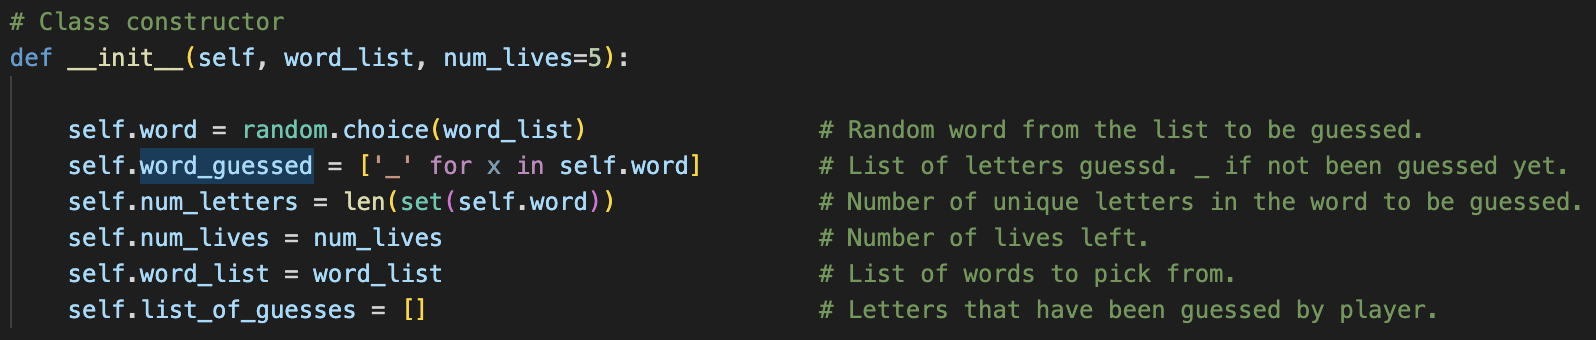 # Class constructor
def __init__(self, word_list, num_lives=5):
self.word = random.choice(word_list) # Random word from the list to be guessed.
self.word_guessed = ['_' for x in self.word] # List of letters guessd. _ if not been guessed yet.
self.num_letters = len(set(self.word)) # Number of unique letters in the word to be guessed.
self.num_lives = num_lives # Number of lives left.
self.word_list = word_list # List of words to pick from.
self.list_of_guesses = [] # Letters that have been guessed by player.